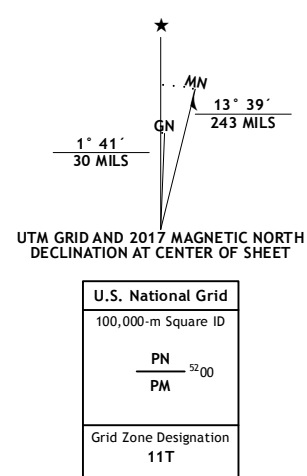 ★
MN
GN
13° 39´
243 MILS
1° 41´
30 MILS
UTM GRID AND 2017 MAGNETIC NORTH
DECLINATION AT CENTER OF SHEET
U.S. National Grid
100,000-m Square ID
PN
5200
PM
Grid Zone Designation
11T